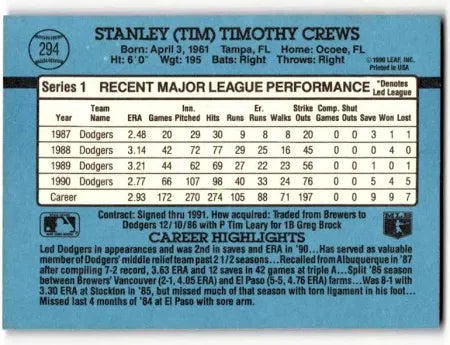 294
STANLEY (TIM) TIMOTHY CREWS
Born: April 3, 1961 Tampa, FL Home: Ocoee, FL
Ht: 6'0" Wgt: 195 Bats: Right Throws: Right
©1990 LEAF, INC.
Printed in USA
Series 1 RECENT MAJOR LEAGUE PERFORMANCE *Denotes Led League
Year Team Name ERA Games Inn. Pitched Hits Runs Er. Runs Walks Strike Outs Comp. Games Shut Outs Save Won Lost
1987 Dodgers 2.48 20 29 30 9 8 8 20 0 0 3 1 1
1988 Dodgers 3.14 42 72 77 29 25 16 45 0 0 0 4 0
1989 Dodgers 3.21 44 62 69 27 22 23 56 0 0 1 0 1
1990 Dodgers 2.77 66 107 98 40 33 24 76 0 0 5 4 5
Career 2.93 172 270 274 105 88 71 197 0 0 9 9 7
Contract: Signed thru 1991. How acquired: Traded from Brewers to
Dodgers 12/10/86 with P Tim Leary for 1B Greg Brock
CAREER HIGHLIGHTS
Led Dodgers in appearances and was 2nd in saves and ERA in '90...Has served as valuable
member of Dodgers' middle relief team past 2 1/2 seasons...Recalled from Albuquerque in '87
after compiling 7-2 record, 3.63 ERA and 12 saves in 42 games at triple A...Split '86 season
between Brewers' Vancouver (2-1, 4.05 ERA) and El Paso (5-5, 4.76 ERA) farms...Was 8-1 with
3.30 ERA at Stockton in '85, but missed much of that season with torn ligament in his foot...
Missed last 4 months of '84 at El Paso with sore arm.